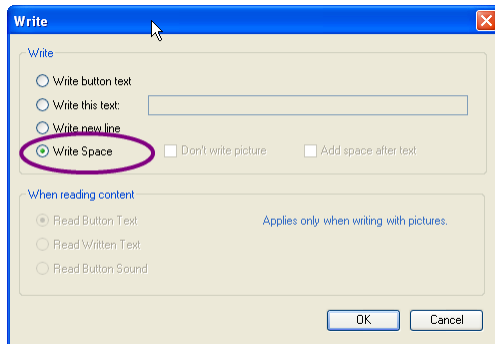 Write
Write
Write button text
Write this text:
Write new line
Write Space Don't write picture Add space after text
When reading content
Read Button Text Applies only when writing with pictures.
Read Written Text
Read Button Sound
OK Cancel